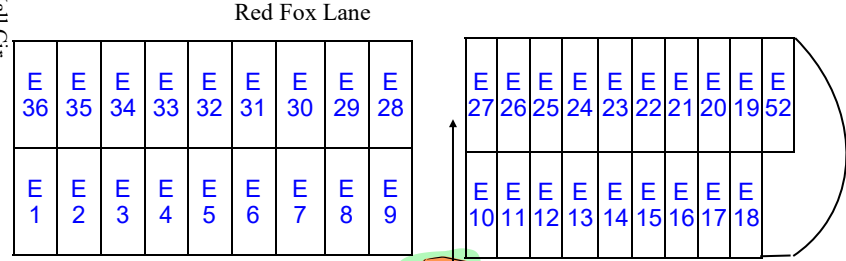 Red Fox Lane
E E E E E E E E E
36 35 34 33 32 31 30 29 28
E E E E E E E E E E
27 26 25 24 23 22 21 20 19 52
E E E E E E E E E
1 2 3 4 5 6 7 8 9
E E E E E E E E E
10 11 12 13 14 15 16 17 18